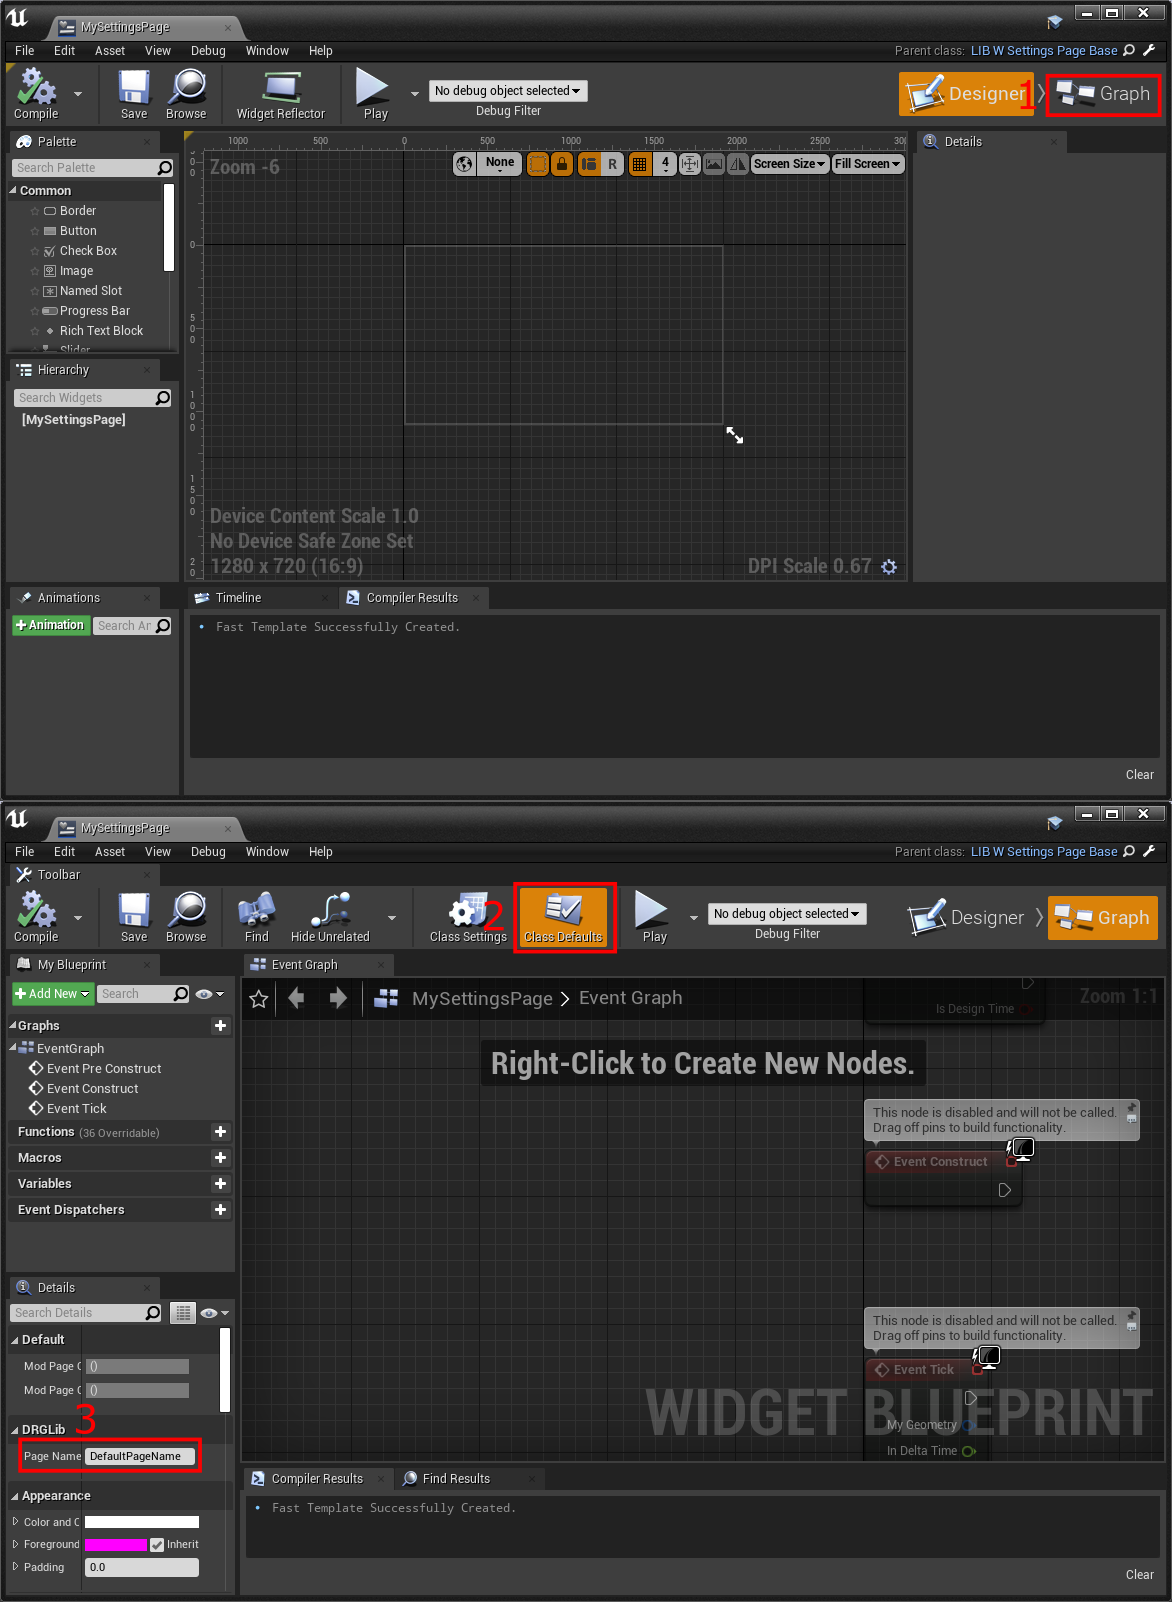 MySettingsPage
File Edit Asset View Debug Window Help
Parent class: LIB W Settings Page Base
Compile
Save
Browse
Widget Reflector
Play
No debug object selected
Debug Filter
Designer
1
Graph
Palette
Search Palette
Common
Border
Button
Check Box
Image
Named Slot
Progress Bar
Rich Text Block
Slider
Hierarchy
Search Widgets
[MySettingsPage]
1000 500 0 500 1000 1500 2000 2500
Zoom -6
None
R
4
Screen Size
Fill Screen
0
500
1000
1500
Device Content Scale 1.0
No Device Safe Zone Set
1280 x 720 (16:9)
DPI Scale 0.67
Details
Animations
+Animation
Timeline
Compiler Results
• Fast Template Successfully Created.
Clear
MySettingsPage
File Edit Asset View Debug Window Help
Parent class: LIB W Settings Page Base
Toolbar
Compile
Save
Browse
Find
Hide Unrelated
Class Settings
2
Class Defaults
Play
No debug object selected
Debug Filter
Designer
Graph
My Blueprint
+Add New
Search
Graphs
EventGraph
Event Pre Construct
Event Construct
Event Tick
Functions (36 Overridable)
Macros
Variables
Event Dispatchers
Details
Search Details
Default
Mod Page C ()
Mod Page C ()
3
DRGLib
Page Name DefaultPageName
Appearance
Color and C
Foreground
Inherit
Padding 0.0
Event Graph
MySettingsPage > Event Graph
Zoom 1:1
Is Design Time
Right-Click to Create New Nodes.
This node is disabled and will not be called.
Drag off pins to build functionality.
Event Construct
This node is disabled and will not be called.
Drag off pins to build functionality.
Event Tick
My Geometry
In Delta Time
WIDGET BLUEPRINT
Compiler Results
Find Results
• Fast Template Successfully Created.
Clear